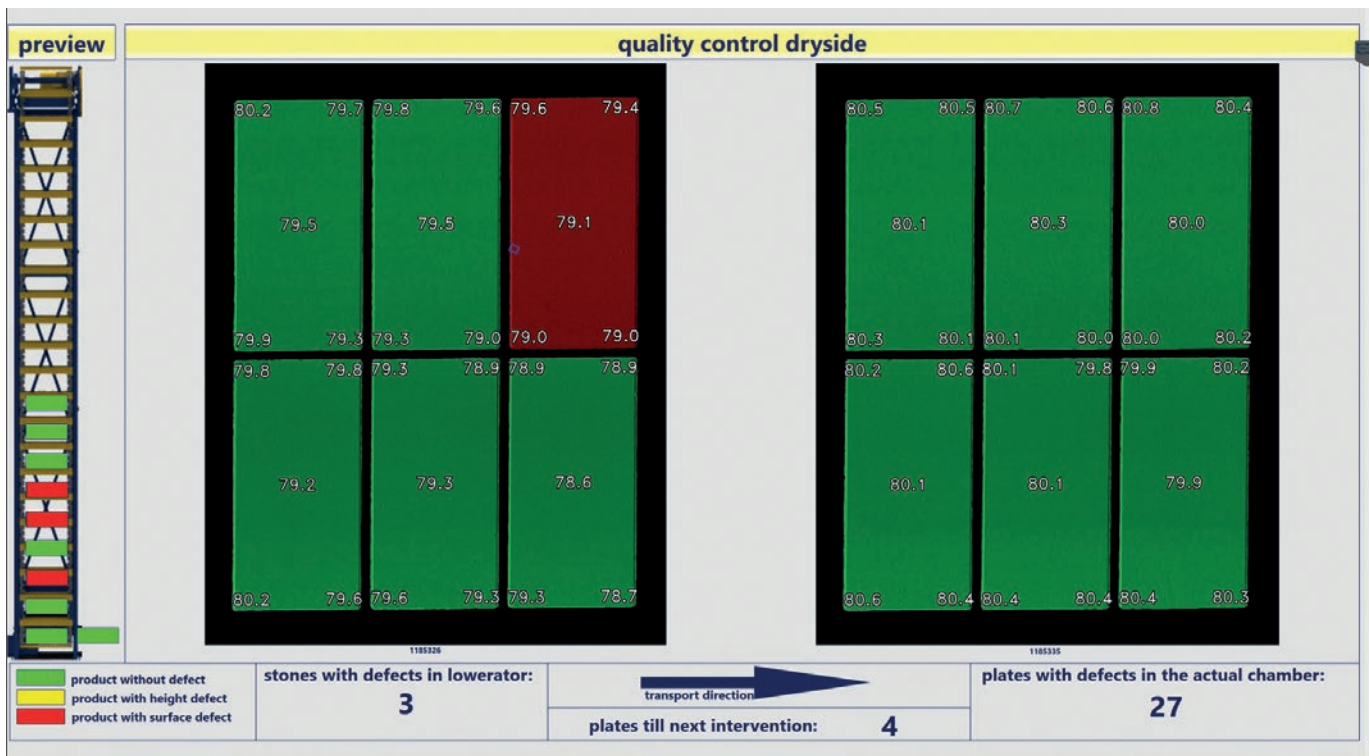 preview
quality control dryside
80.2 79.7 79.8 79.6 79.6 79.4
79.5 79.5 79.1
79.9 79.3 79.3 79.0 79.0 79.0
79.8 79.8 79.3 78.9 78.9 78.9
79.2 79.3 78.6
80.2 79.6 79.6 79.3 79.3 78.7
1185326
80.5 80.5 80.7 80.6 80.8 80.4
80.1 80.3 80.0
80.3 80.1 80.1 80.0 80.0 80.2
80.2 80.6 80.1 79.8 79.9 80.2
80.1 80.1 79.9
80.6 80.4 80.4 80.4 80.4 80.3
1185335
product without defect
product with height defect
product with surface defect
stones with defects in lowerator:
3
transport direction
plates till next intervention: 4
plates with defects in the actual chamber:
27